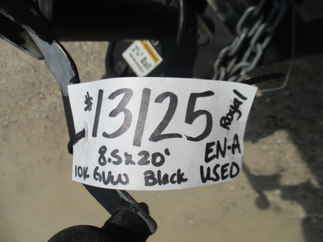 $13125 Royal
8.5x20' EN-A
10K GVW Black USED